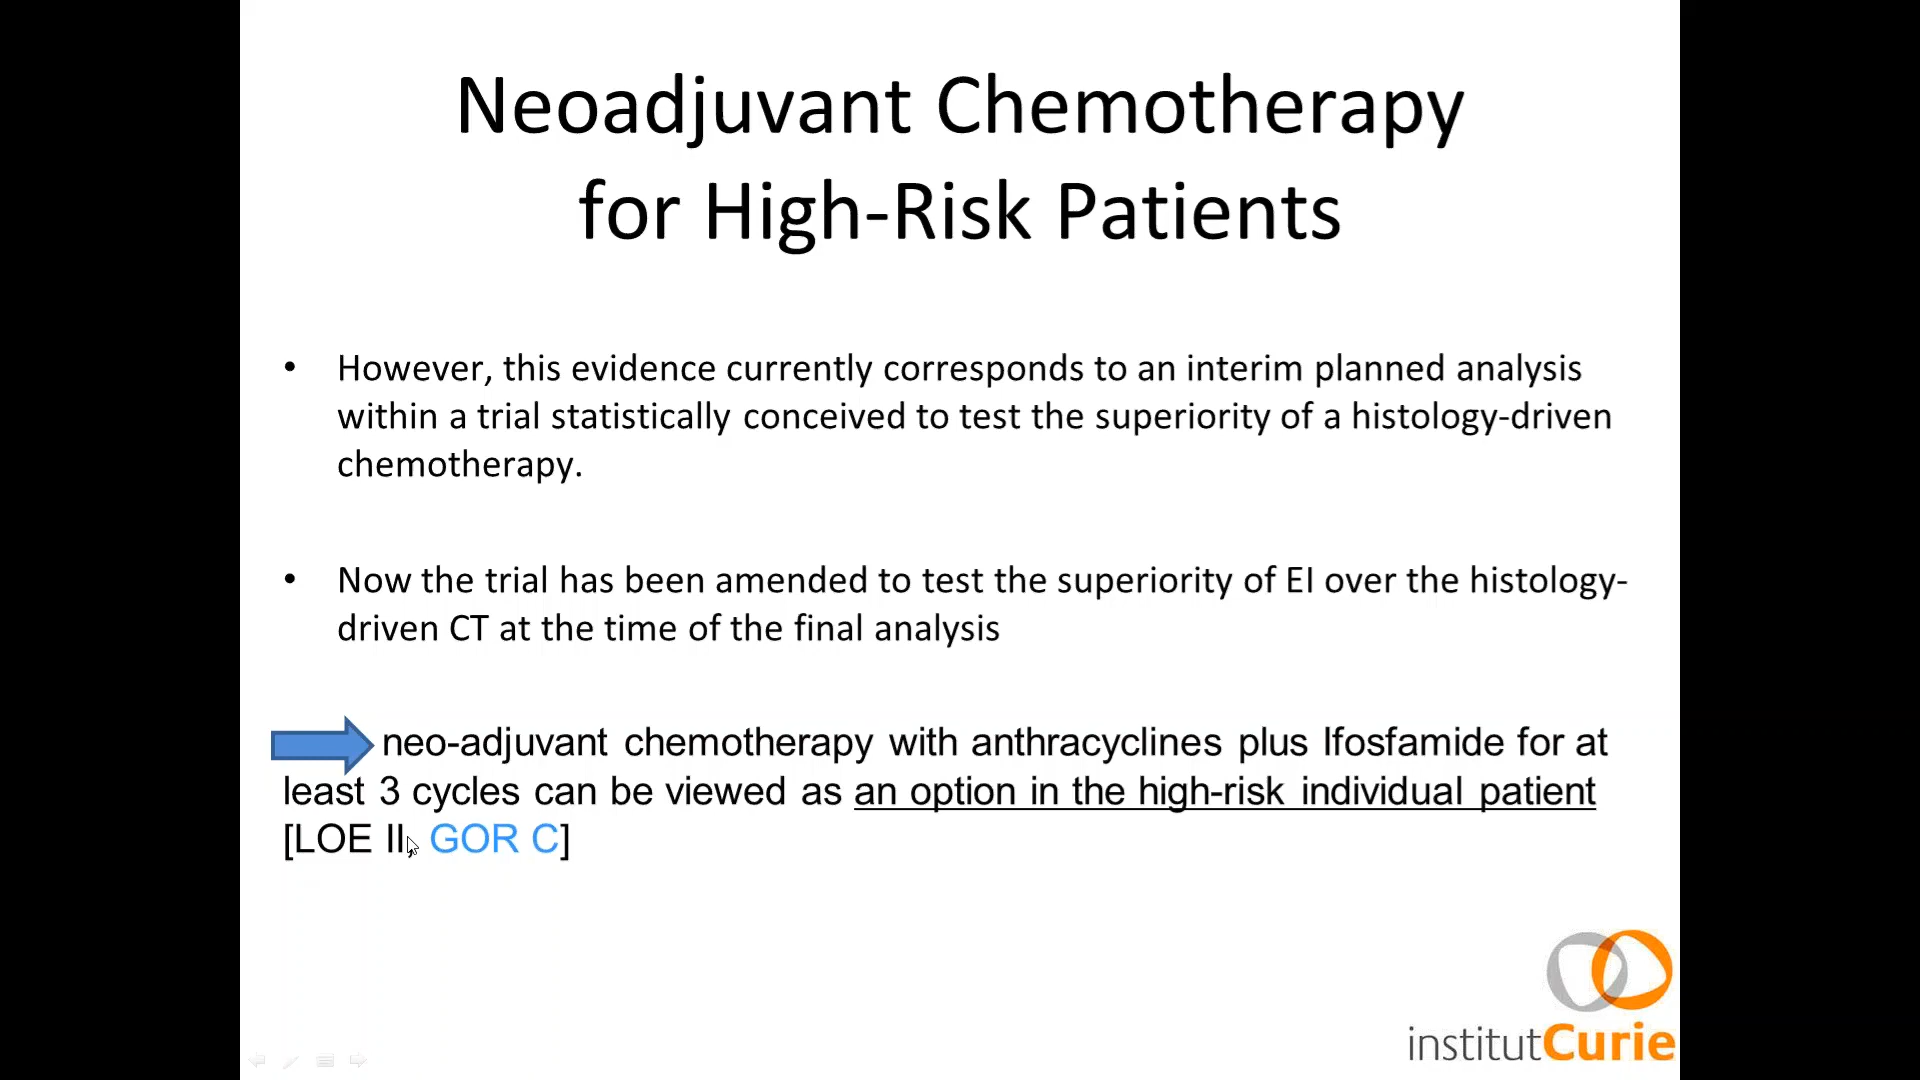 Neoadjuvant Chemotherapy
for High-Risk Patients
• However, this evidence currently corresponds to an interim planned analysis
within a trial statistically conceived to test the superiority of a histology-driven
chemotherapy.
• Now the trial has been amended to test the superiority of EI over the histology-
driven CT at the time of the final analysis
neo-adjuvant chemotherapy with anthracyclines plus Ifosfamide for at
least 3 cycles can be viewed as an option in the high-risk individual patient
[LOE II, GOR C]
institutCurie